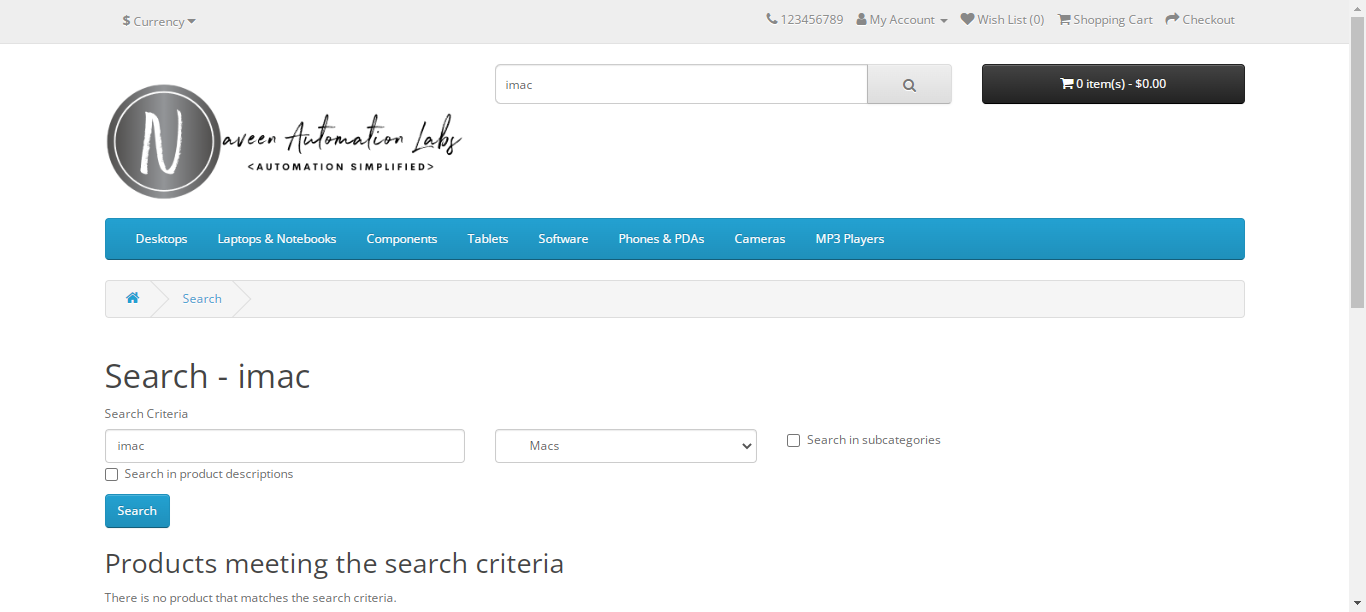 $ Currency
123456789 My Account Wish List (0) Shopping Cart Checkout
imac
0 item(s) - $0.00
N
aveen Automation Labs
<AUTOMATION SIMPLIFIED>
Desktops Laptops & Notebooks Components Tablets Software Phones & PDAs Cameras MP3 Players
Search
Search - imac
Search Criteria
imac Macs Search in subcategories
Search in product descriptions
Search
Products meeting the search criteria
There is no product that matches the search criteria.